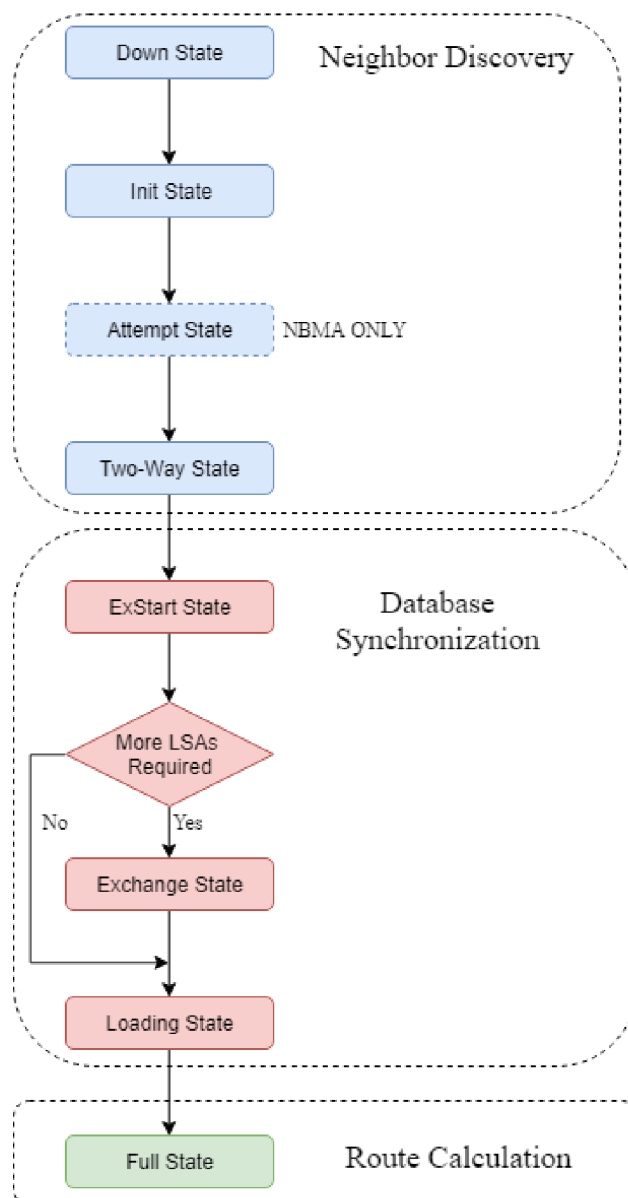 Down State
Neighbor Discovery
Init State
Attempt State
NBMA ONLY
Two-Way State
ExStart State
Database
Synchronization
More LSAs
Required
No
Yes
Exchange State
Loading State
Full State
Route Calculation